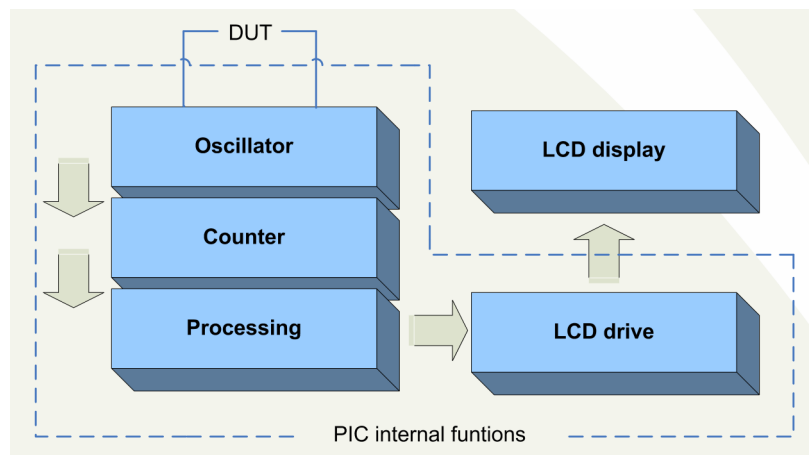 DUT
Oscillator
LCD display
Counter
Processing
LCD drive
PIC internal funtions